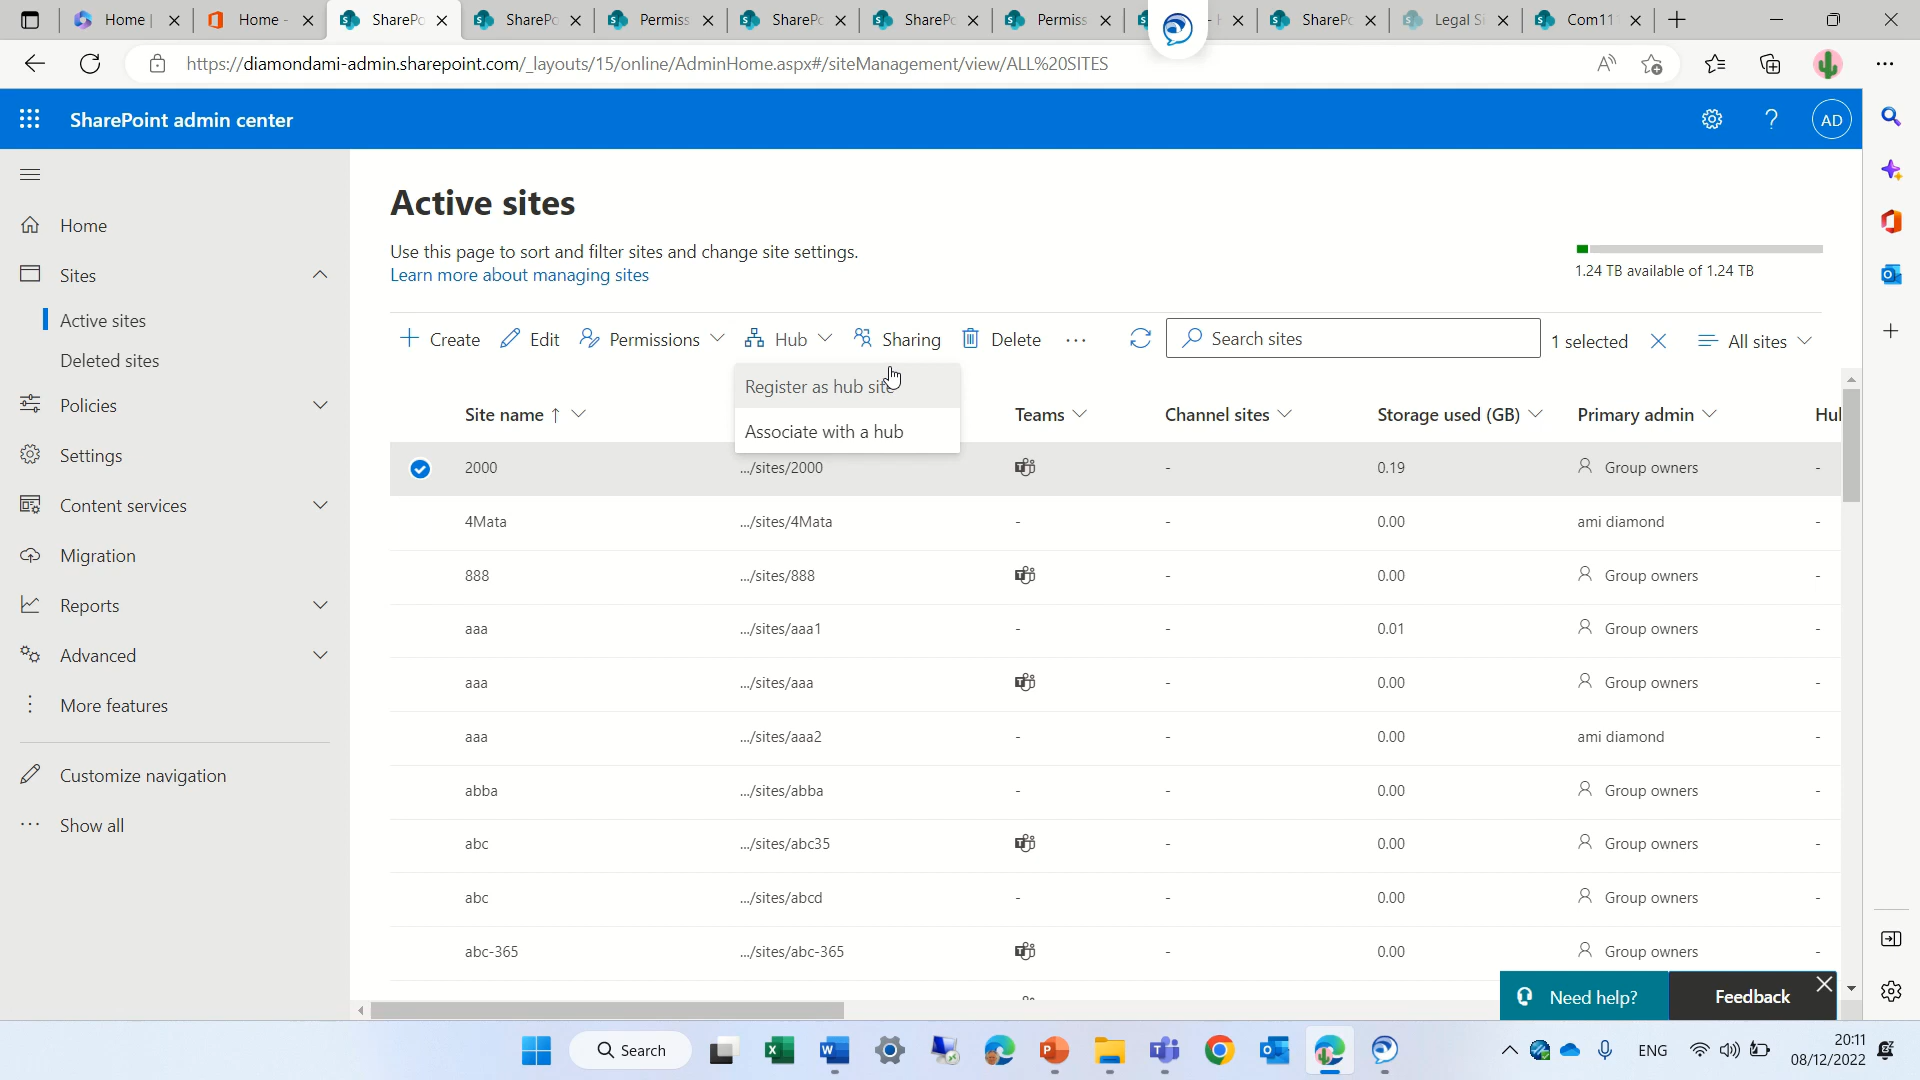 Home |
Home -
SharePo
SharePo
Permiss
SharePo
SharePo
Permiss
SharePo
Legal Si
Com11
https://diamondami-admin.sharepoint.com/_layouts/15/online/AdminHome.aspx#/siteManagement/view/ALL%20SITES
SharePoint admin center
AD
Home
Sites
Active sites
Deleted sites
Policies
Settings
Content services
Migration
Reports
Advanced
More features
Customize navigation
Show all
Active sites
Use this page to sort and filter sites and change site settings.
Learn more about managing sites
1.24 TB available of 1.24 TB
Create Edit Permissions Hub Sharing Delete
Search sites
1 selected
All sites
Register as hub site
Associate with a hub
Site name Teams Channel sites Storage used (GB) Primary admin Hul
2000 .../sites/2000 - 0.19 Group owners -
4Mata .../sites/4Mata - - 0.00 ami diamond -
888 .../sites/888 - 0.00 Group owners -
aaa .../sites/aaa1 - - 0.01 Group owners -
aaa .../sites/aaa - 0.00 Group owners -
aaa .../sites/aaa2 - - 0.00 ami diamond -
abba .../sites/abba - - 0.00 Group owners -
abc .../sites/abc35 - 0.00 Group owners -
abc .../sites/abcd - - 0.00 Group owners -
abc-365 .../sites/abc-365 - 0.00 Group owners -
Need help?
Feedback
Search
ENG
20:11
08/12/2022